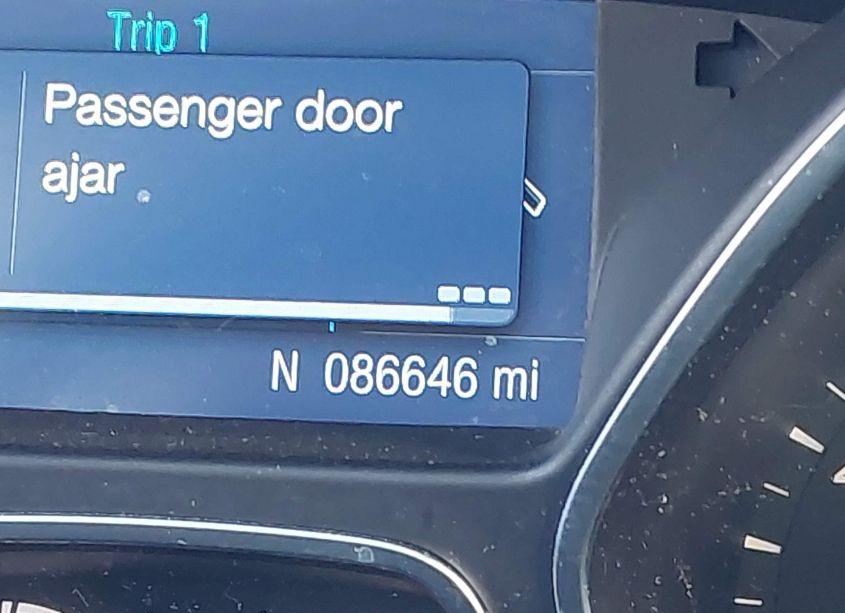 Trip 1
Passenger door
ajar
N 086646 mi